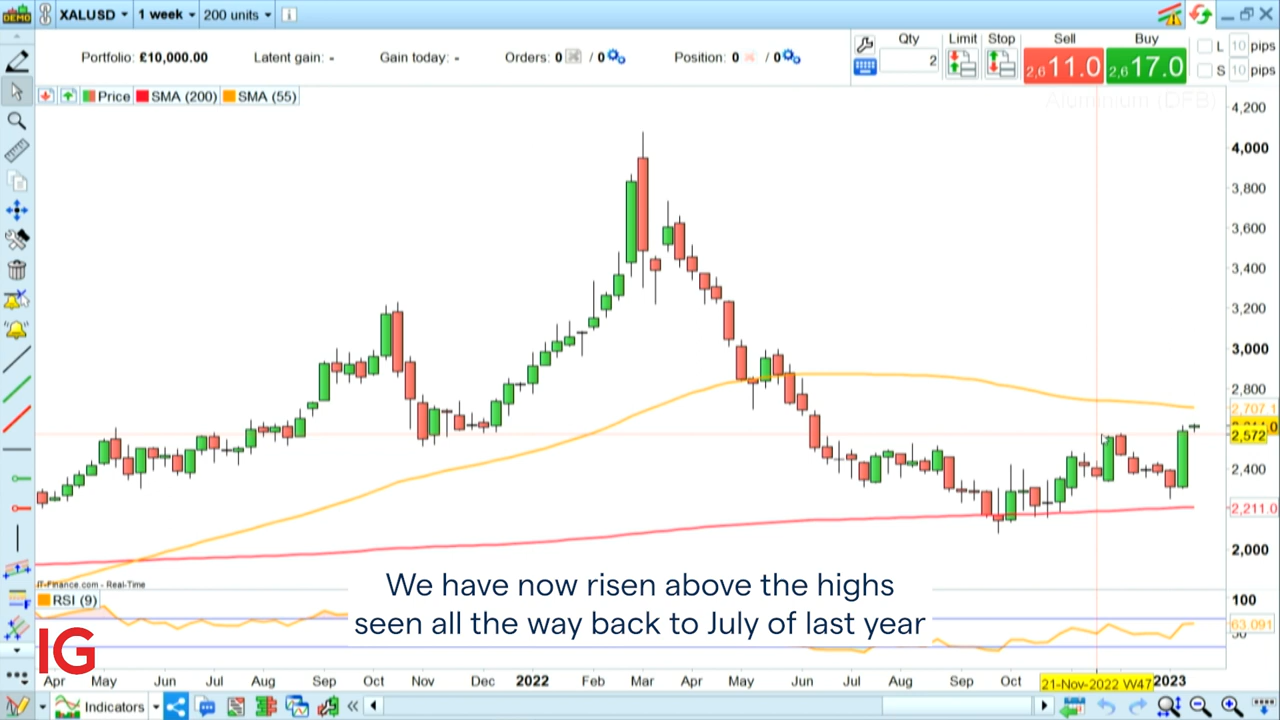 DEMO XALUSD 1 week 200 units
Portfolio: £10,000.00 Latent gain: - Gain today: - Orders: 0 / 0 Position: 0 / 0
Qty Limit Stop Sell Buy
2 2,611.0 2,617.0
L 10 pips
S 10 pips
Price SMA (200) SMA (55)
Aluminium (DFB)
4,200
4,000
3,800
3,600
3,400
3,200
3,000
2,800
2,707.1
2,572
2,400
2,211.0
2,000
IT-Finance.com - Real-Time
RSI (9)
100
63.091
50
We have now risen above the highs
seen all the way back to July of last year
IG
Apr May Jun Jul Aug Sep Oct Nov Dec 2022 Feb Mar Apr May Jun Jul Aug Sep Oct 21-Nov-2022 W47 2023
Indicators